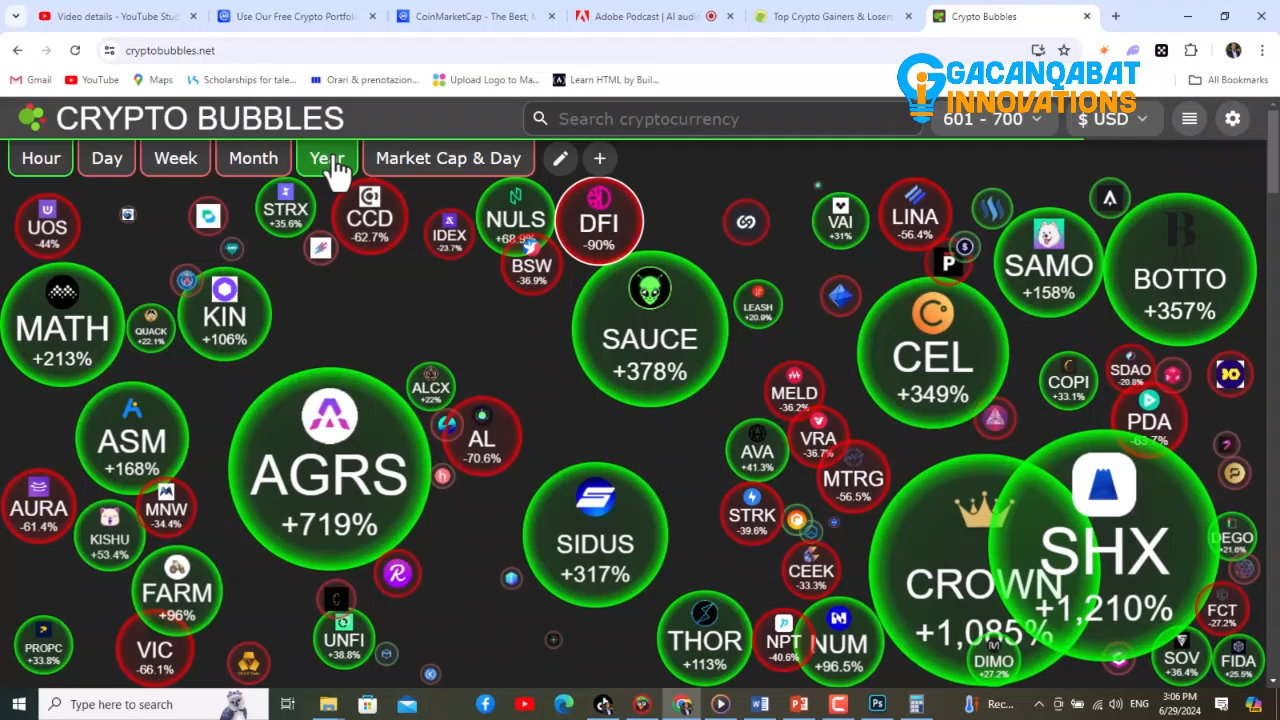 Video details - YouTube Stud
Use Our Free Crypto Portfoli
CoinMarketCap - The Best, M
Adobe Podcast | AI audi
Top Crypto Gainers & Losers
Crypto Bubbles
cryptobubbles.net
Gmail
YouTube
Maps
Scholarships for tale...
Orari & prenotazion...
Upload Logo to Ma...
Learn HTML by Buil...
All Bookmarks
GACANQABAT
INNOVATIONS
CRYPTO BUBBLES
Search cryptocurrency
601 - 700
$ USD
Hour
Day
Week
Month
Year
Market Cap & Day
UOS
-44%
STRX
+35.6%
CCD
-62.7%
IDEX
-23.7%
NULS
+68.9%
BSW
-36.9%
DFI
-90%
VAI
+31%
LINA
-56.4%
SAMO
+158%
BOTTO
+357%
MATH
+213%
QUACK
+22.1%
KIN
+106%
SAUCE
+378%
LEASH
+20.9%
CEL
+349%
ALCX
+22%
MELD
-36.2%
COPI
+33.1%
SDAO
-20.8%
PDA
-63.7%
ASM
+168%
AGRS
+719%
AL
-70.6%
AVA
+41.3%
VRA
-36.7%
MTRG
-56.5%
AURA
-61.4%
MNW
-34.4%
KISHU
+53.4%
SIDUS
+317%
STRK
-39.6%
CEEK
-33.3%
CROWN
+1,085%
SHX
+1,210%
DEGO
+21.6%
FARM
+96%
FCT
-27.2%
PROPC
+33.8%
VIC
-66.1%
UNFI
+38.8%
THOR
+113%
NPT
-40.6%
NUM
+96.5%
DIMO
+27.2%
SOV
+36.4%
FIDA
+25.5%
Type here to search
Rec...
ENG
3:06 PM
6/29/2024